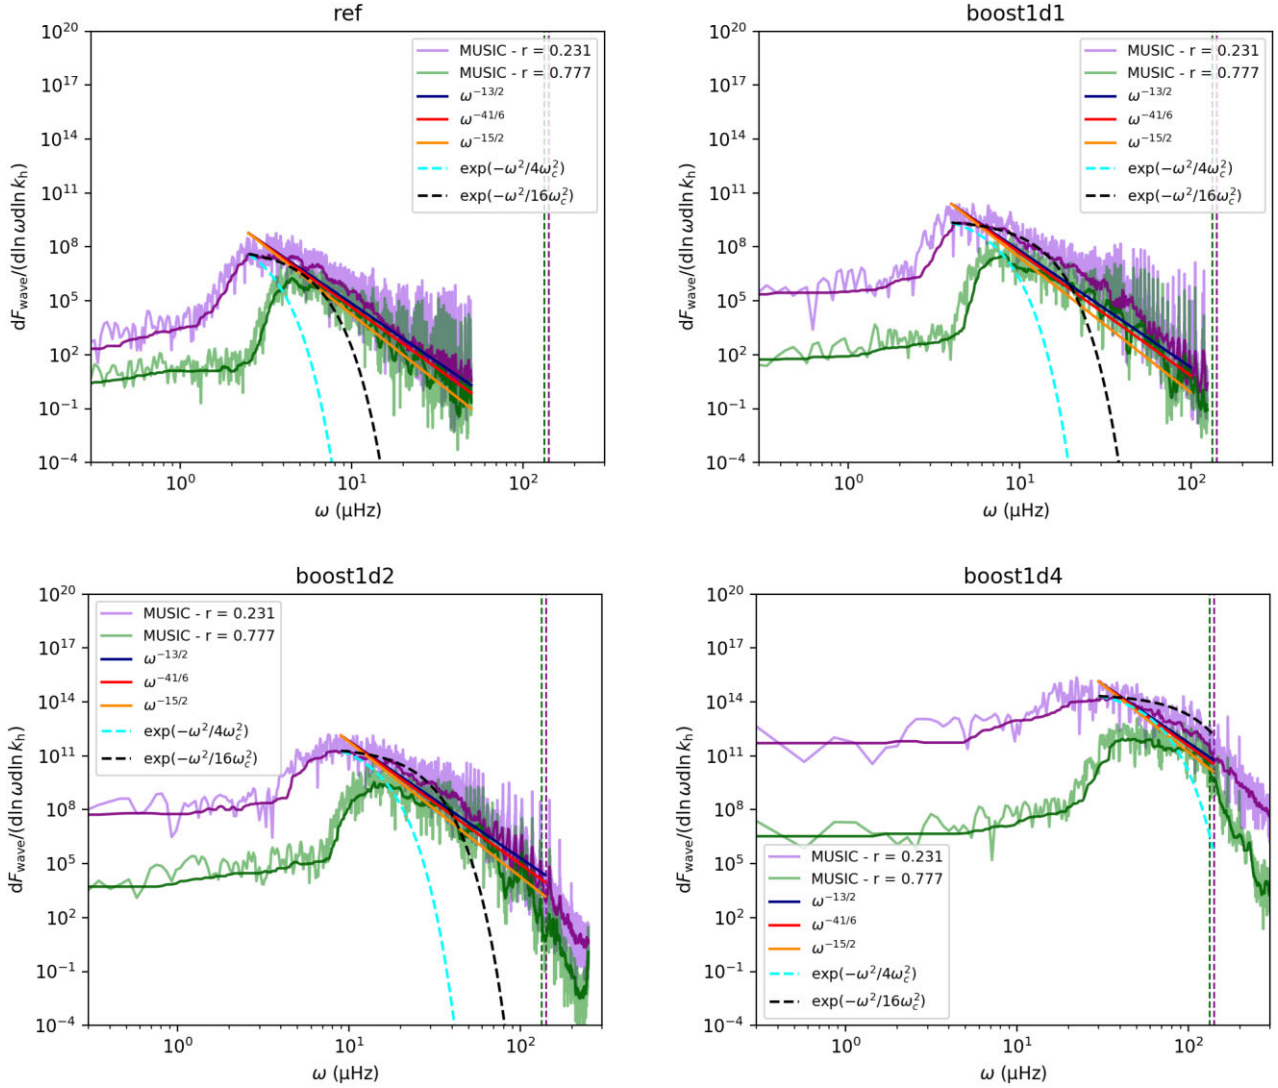 ref
10^20
10^17
10^14
10^11
10^8
10^5
10^2
10^-1
10^-4
dF_wave/(dln ω dln k_h)
MUSIC - r = 0.231
MUSIC - r = 0.777
ω^-13/2
ω^-41/6
ω^-15/2
exp(−ω^2/4ω_c^2)
exp(−ω^2/16ω_c^2)
10^0
10^1
10^2
ω (μHz)
boost1d1
10^20
10^17
10^14
10^11
10^8
10^5
10^2
10^-1
10^-4
dF_wave/(dln ω dln k_h)
MUSIC - r = 0.231
MUSIC - r = 0.777
ω^-13/2
ω^-41/6
ω^-15/2
exp(−ω^2/4ω_c^2)
exp(−ω^2/16ω_c^2)
10^0
10^1
10^2
ω (μHz)
boost1d2
10^20
10^17
10^14
10^11
10^8
10^5
10^2
10^-1
10^-4
dF_wave/(dln ω dln k_h)
MUSIC - r = 0.231
MUSIC - r = 0.777
ω^-13/2
ω^-41/6
ω^-15/2
exp(−ω^2/4ω_c^2)
exp(−ω^2/16ω_c^2)
10^0
10^1
10^2
ω (μHz)
boost1d4
10^20
10^17
10^14
10^11
10^8
10^5
10^2
10^-1
10^-4
dF_wave/(dln ω dln k_h)
MUSIC - r = 0.231
MUSIC - r = 0.777
ω^-13/2
ω^-41/6
ω^-15/2
exp(−ω^2/4ω_c^2)
exp(−ω^2/16ω_c^2)
10^0
10^1
10^2
ω (μHz)